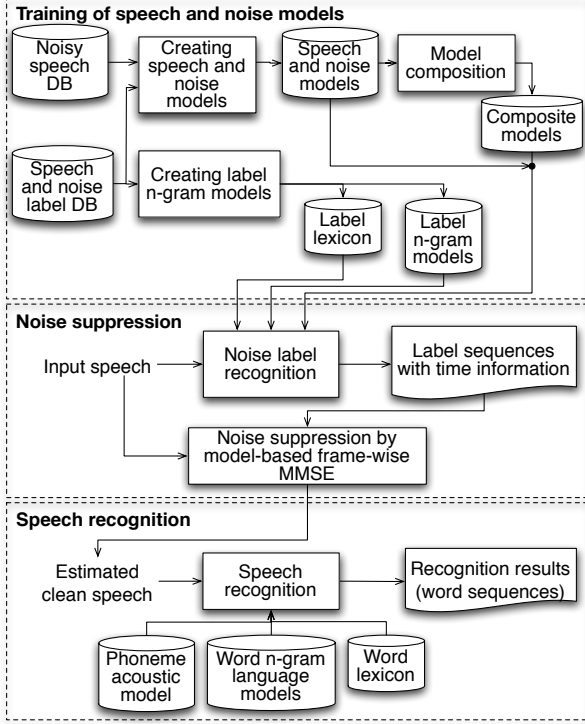 Training of speech and noise models
Noisy
speech
DB
Creating
speech and
noise
models
Speech
and noise
models
Model
composition
Composite
models
Speech
and noise
label DB
Creating label
n-gram models
Label
lexicon
Label
n-gram
models
Noise suppression
Input speech
Noise label
recognition
Label sequences
with time information
Noise suppression by
model-based frame-wise
MMSE
Speech recognition
Estimated
clean speech
Speech
recognition
Recognition results
(word sequences)
Phoneme
acoustic
model
Word n-gram
language
models
Word
lexicon